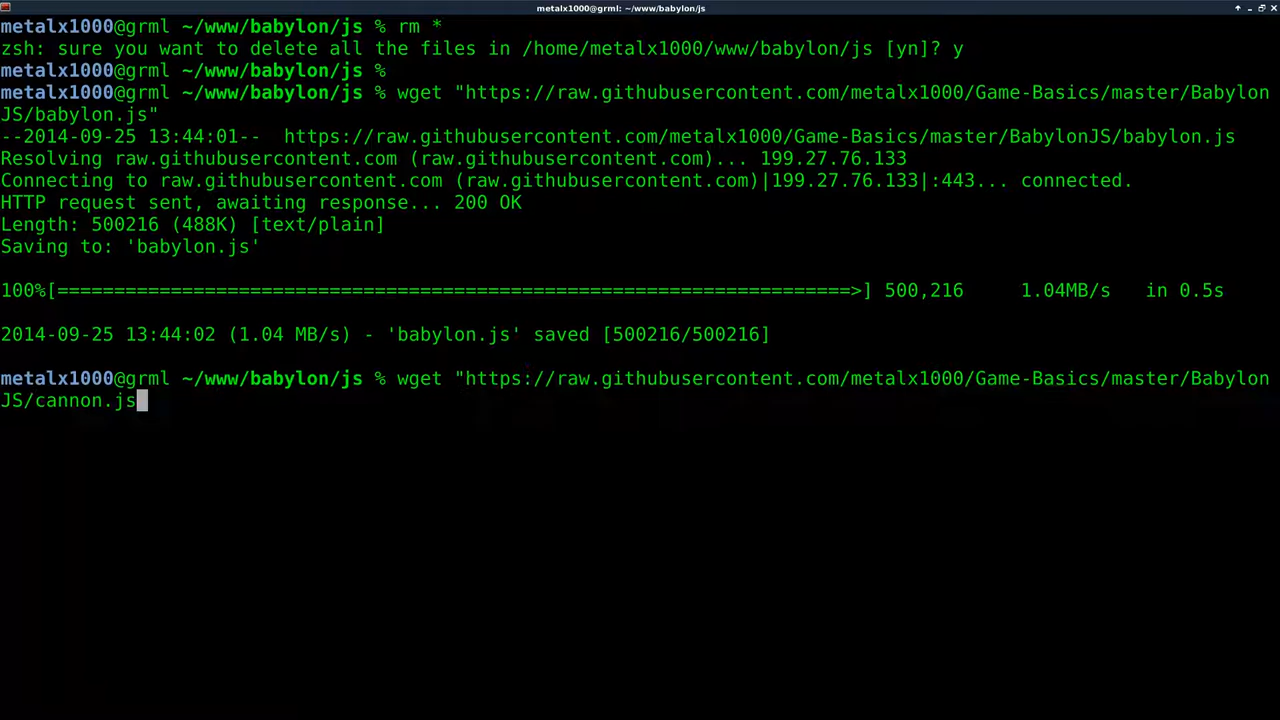 metalx1000@grml: ~/www/babylon/js
metalx1000@grml ~/www/babylon/js % rm *
zsh: sure you want to delete all the files in /home/metalx1000/www/babylon/js [yn]? y
metalx1000@grml ~/www/babylon/js %
metalx1000@grml ~/www/babylon/js % wget "https://raw.githubusercontent.com/metalx1000/Game-Basics/master/Babylon
JS/babylon.js"
--2014-09-25 13:44:01--  https://raw.githubusercontent.com/metalx1000/Game-Basics/master/BabylonJS/babylon.js
Resolving raw.githubusercontent.com (raw.githubusercontent.com)... 199.27.76.133
Connecting to raw.githubusercontent.com (raw.githubusercontent.com)|199.27.76.133|:443... connected.
HTTP request sent, awaiting response... 200 OK
Length: 500216 (488K) [text/plain]
Saving to: 'babylon.js'
100%[======================================================================>] 500,216     1.04MB/s   in 0.5s
2014-09-25 13:44:02 (1.04 MB/s) - 'babylon.js' saved [500216/500216]
metalx1000@grml ~/www/babylon/js % wget "https://raw.githubusercontent.com/metalx1000/Game-Basics/master/Babylon
JS/cannon.js